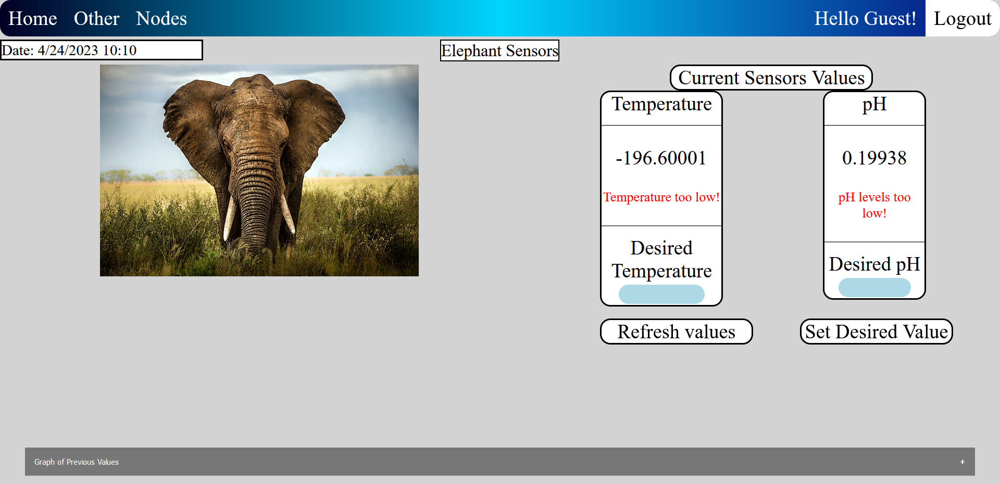 Home Other Nodes Hello Guest! Logout
Date: 4/24/2023 10:10
Elephant Sensors
Current Sensors Values
Temperature
-196.60001
Temperature too low!
Desired
Temperature
pH
0.19938
pH levels too
low!
Desired pH
Refresh values
Set Desired Value
Graph of Previous Values +